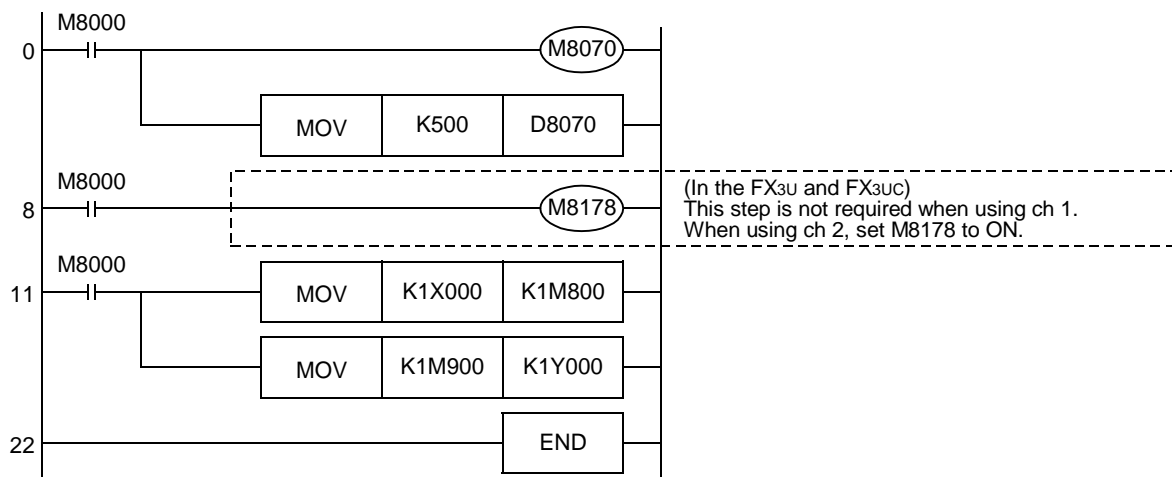 M8000
0
M8070
MOV K500 D8070
M8000
8
M8178
(In the FX3U and FX3UC)
This step is not required when using ch 1.
When using ch 2, set M8178 to ON.
M8000
11
MOV K1X000 K1M800
MOV K1M900 K1Y000
22
END